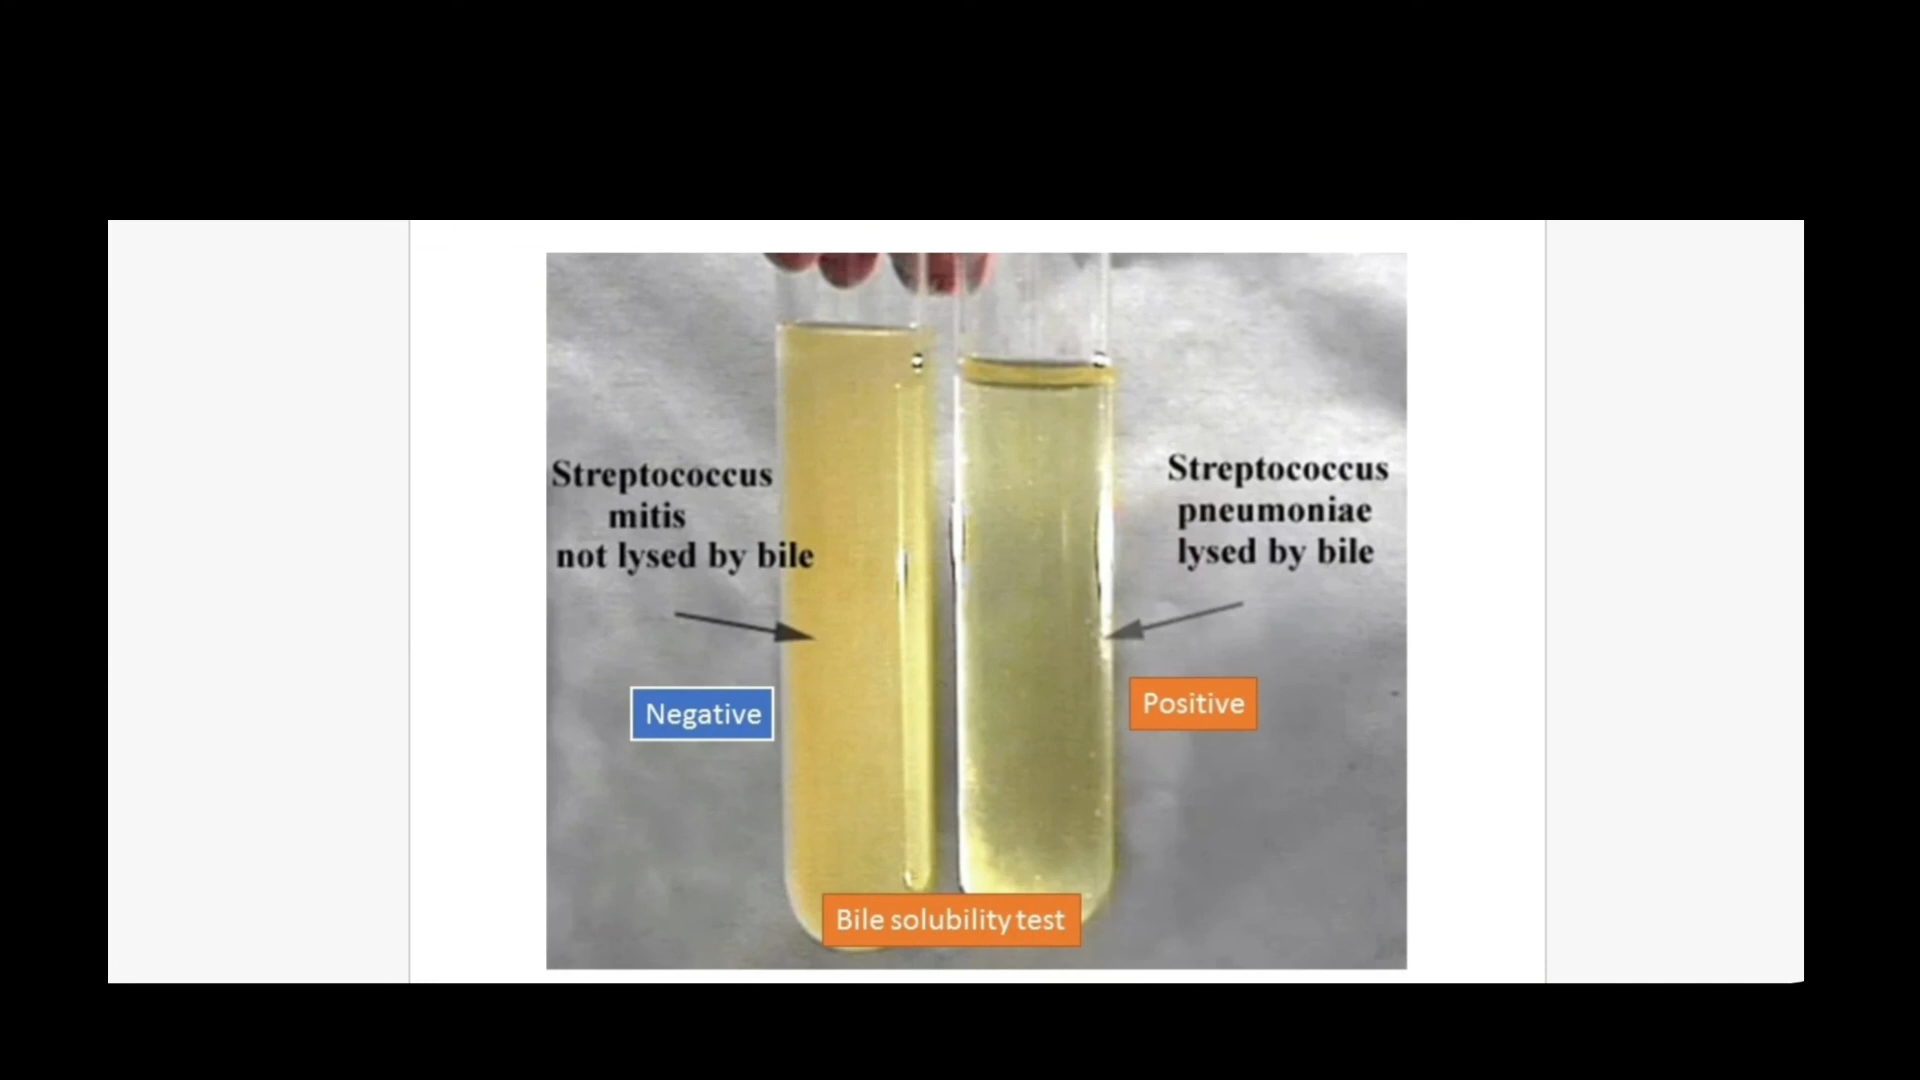 Streptococcus
mitis
not lysed by bile
Negative
Streptococcus
pneumoniae
lysed by bile
Positive
Bile solubility test